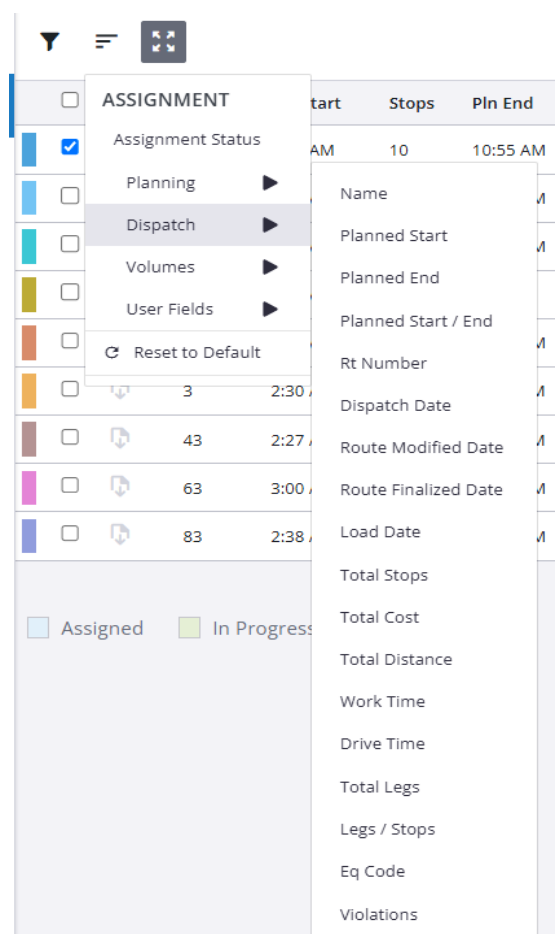 ASSIGNMENT
tart Stops Pln End
Assignment Status
AM 10 10:55 AM
Planning
Name
Dispatch
Planned Start
Volumes
Planned End
User Fields
Planned Start / End
Reset to Default
Rt Number
3 2:30
Dispatch Date
43 2:27
Route Modified Date
63 3:00
Route Finalized Date
83 2:38
Load Date
Total Stops
Total Cost
Assigned In Progress
Total Distance
Work Time
Drive Time
Total Legs
Legs / Stops
Eq Code
Violations